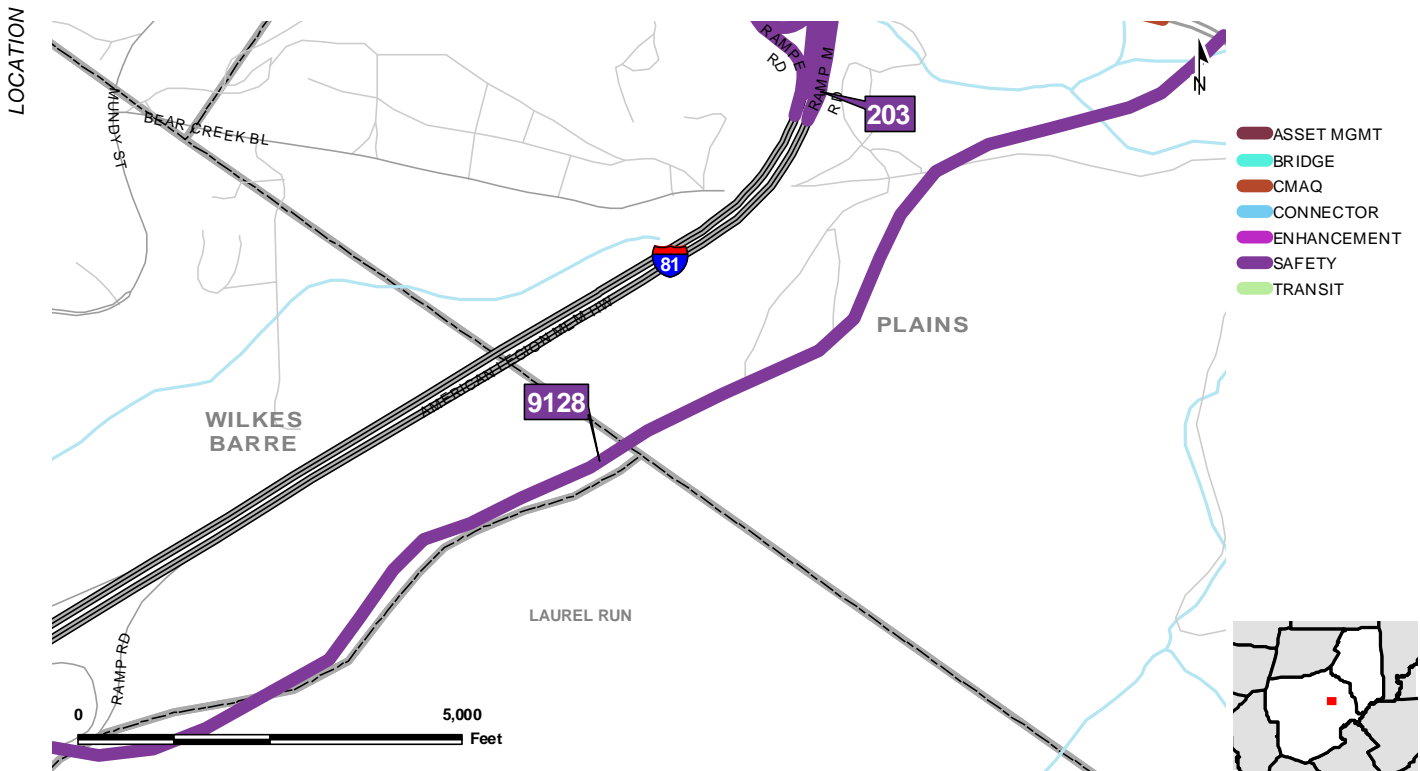 LOCATION
RAMP E
RD
RAMP M
RD
203
N
MUNDY ST
BEAR CREEK BL
ASSET MGMT
BRIDGE
CMAQ
CONNECTOR
ENHANCEMENT
SAFETY
TRANSIT
81
AMERICAN LEGION MEM HW
PLAINS
9128
WILKES
BARRE
LAUREL RUN
RAMP RD
0
5,000
Feet